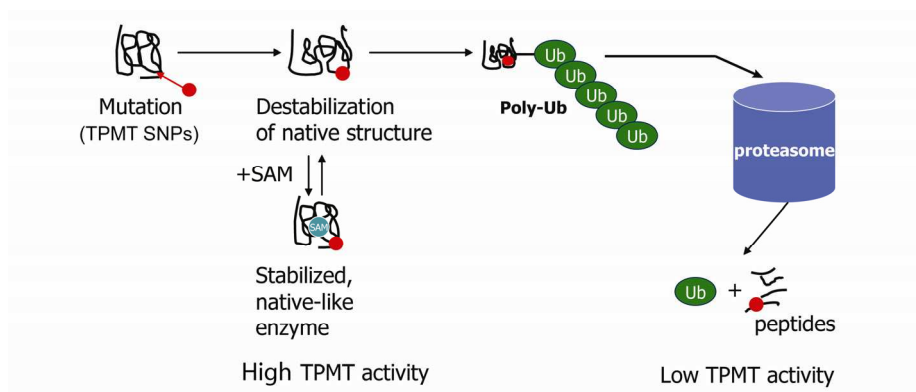 Mutation
(TPMT SNPs)
Destabilization
of native structure
Poly-Ub
Ub
Ub
Ub
Ub
Ub
proteasome
+SAM
SAM
Stabilized,
native-like
enzyme
High TPMT activity
Ub
+
peptides
Low TPMT activity